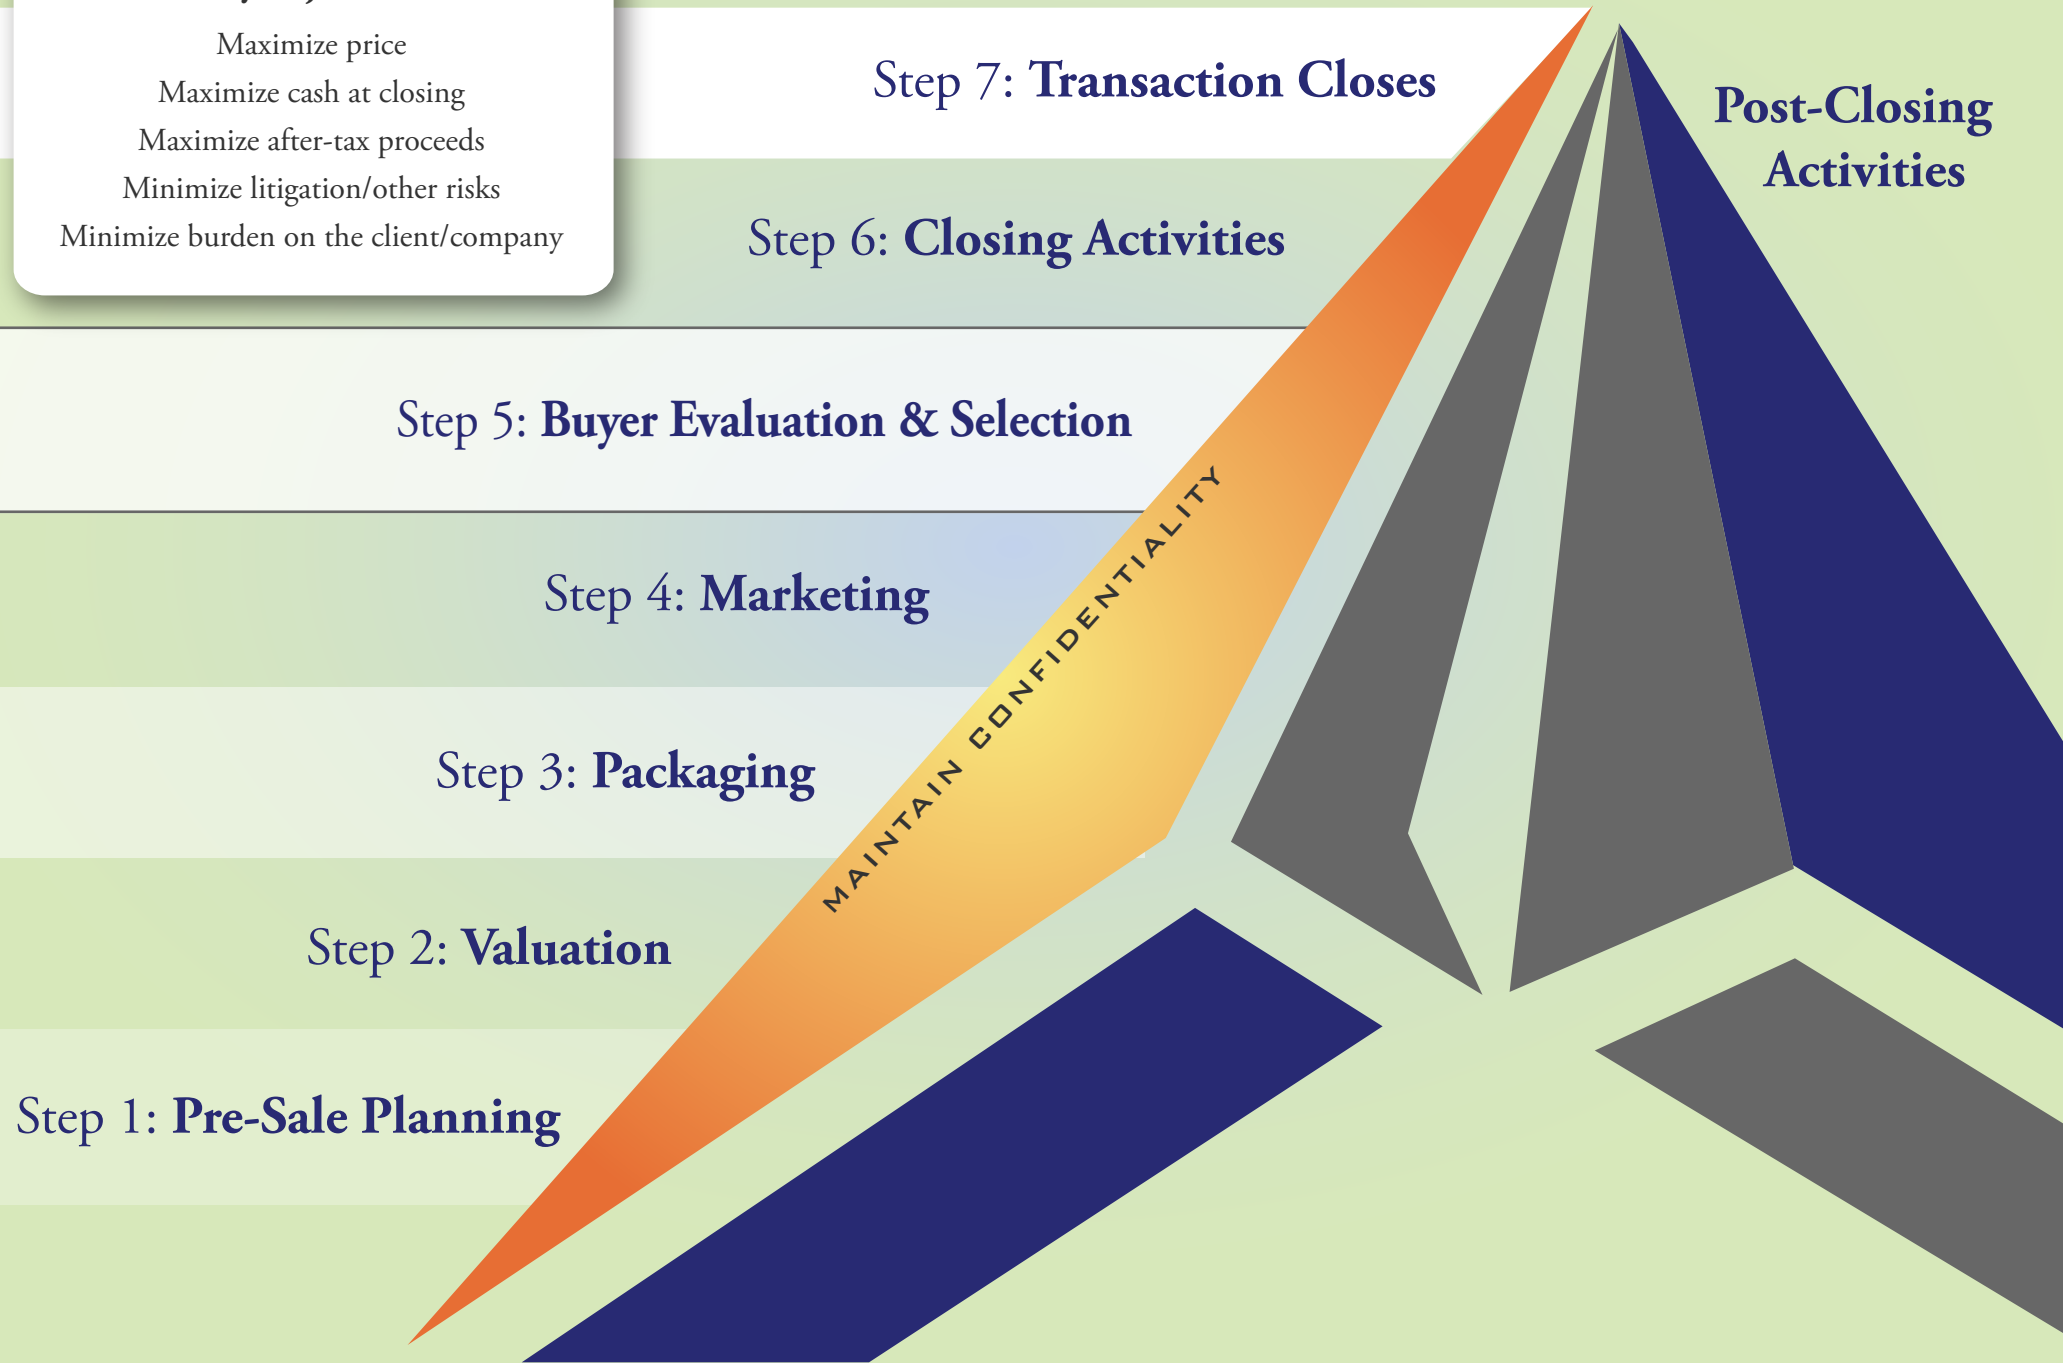 Maximize price
Maximize cash at closing
Maximize after-tax proceeds
Minimize litigation/other risks
Minimize burden on the client/company
Step 7: Transaction Closes
Post-Closing
Activities
Step 6: Closing Activities
Step 5: Buyer Evaluation & Selection
Step 4: Marketing
MAINTAIN CONFIDENTIALITY
Step 3: Packaging
Step 2: Valuation
Step 1: Pre-Sale Planning